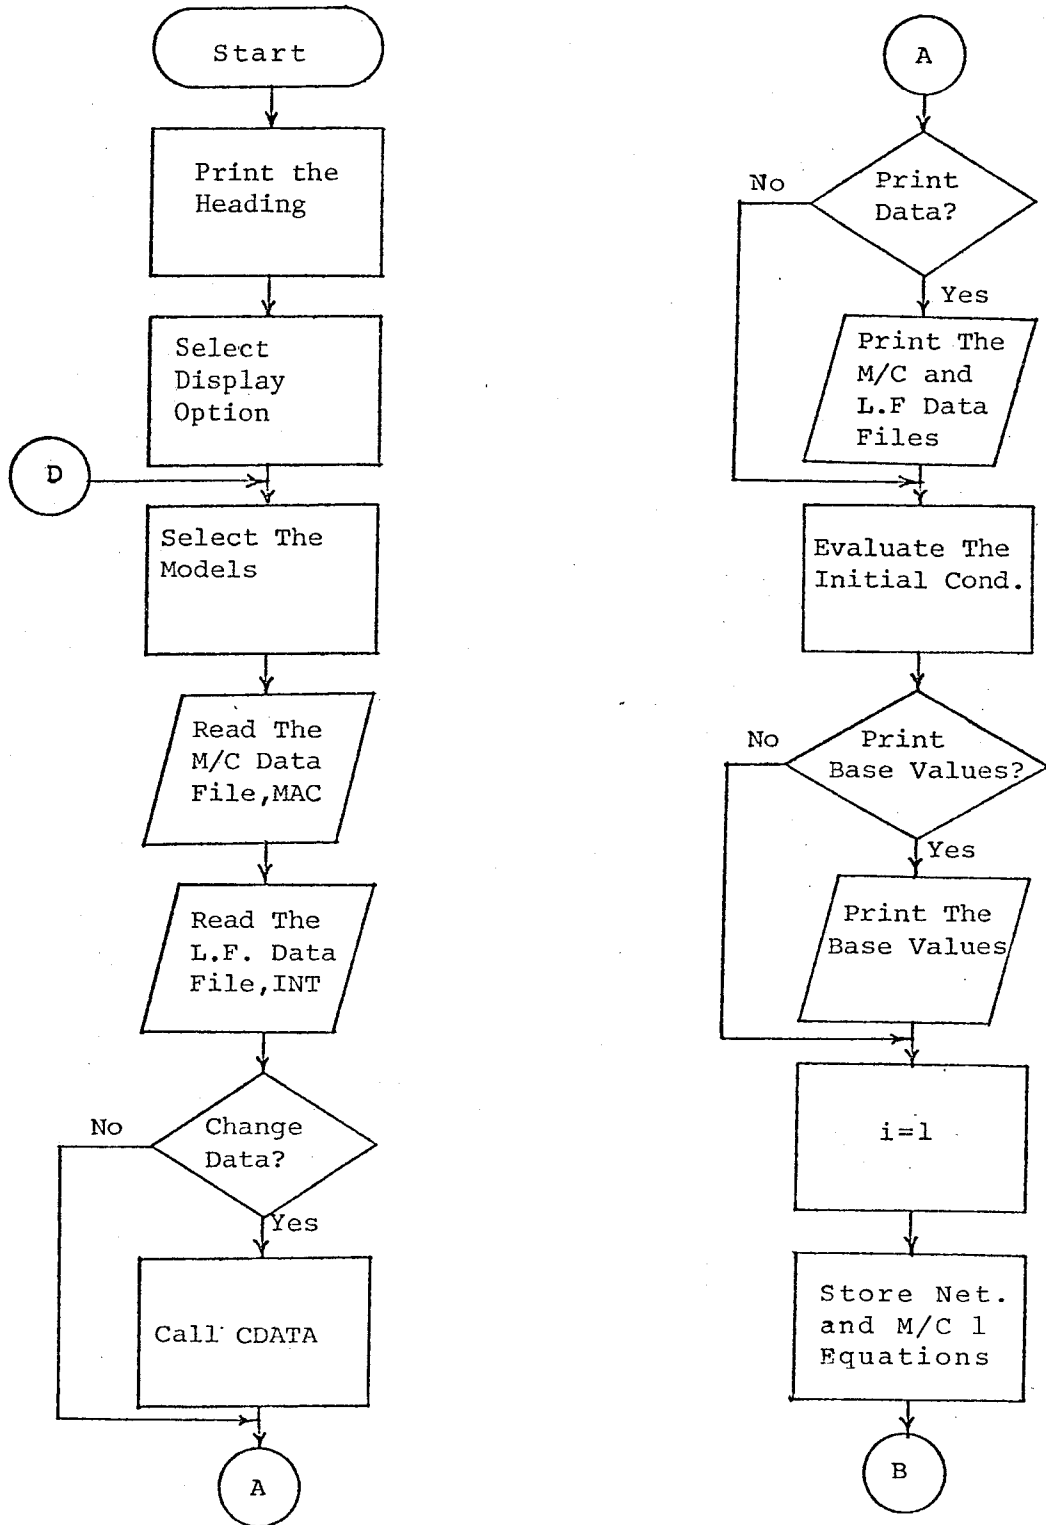 Start
Print the
Heading
Select
Display
Option
D
Select The
Models
Read The
M/C Data
File,MAC
Read The
L.F. Data
File,INT
Change
Data?
No
Yes
Call CDATA
A
A
Print
Data?
No
Yes
Print The
M/C and
L.F Data
Files
Evaluate The
Initial Cond.
Print
Base Values?
No
Yes
Print The
Base Values
i=1
Store Net.
and M/C 1
Equations
B